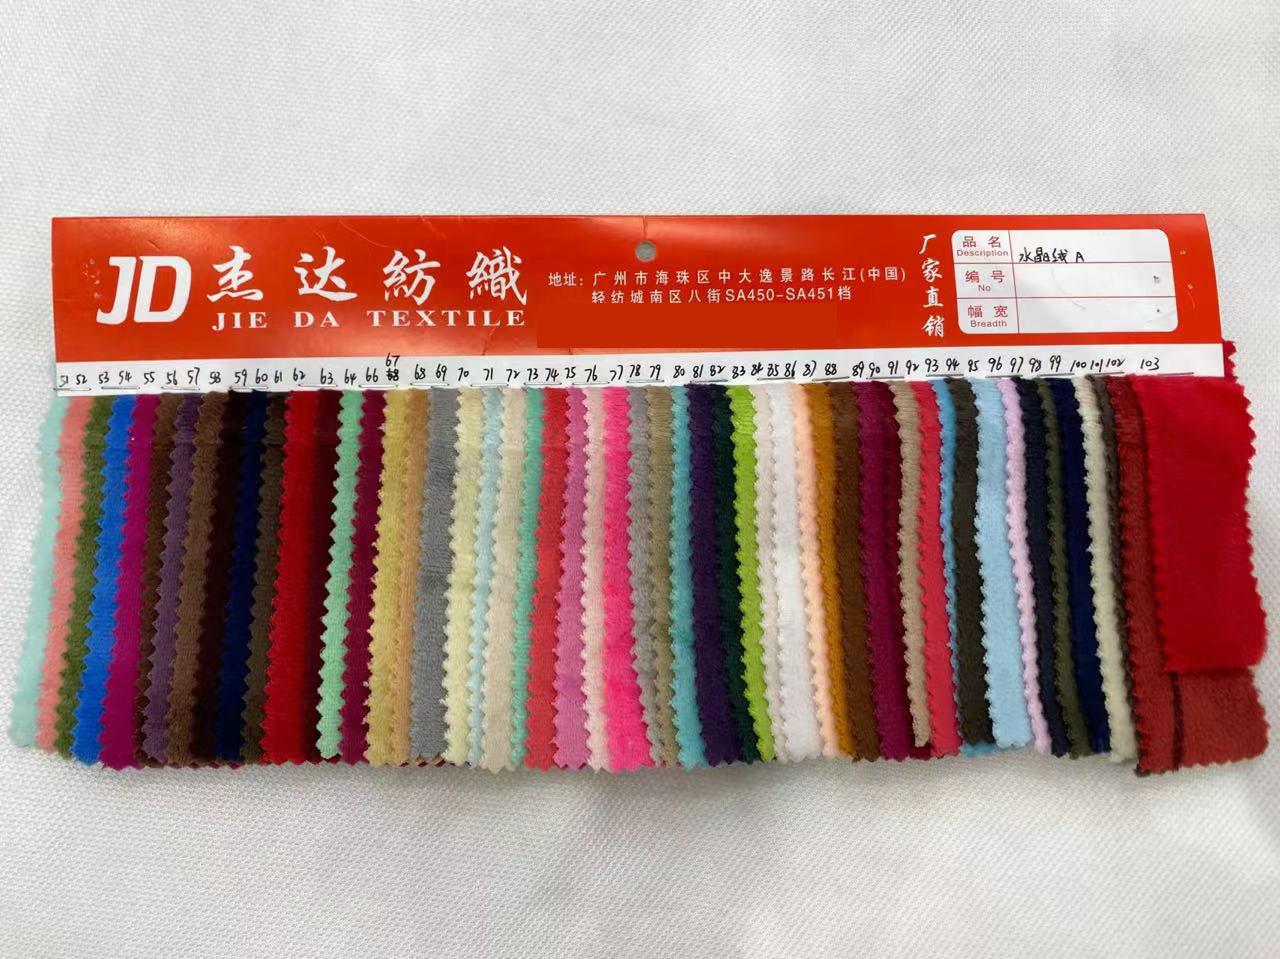 JD 杰达紡織
JIE DA TEXTILE
地址: 广州市海珠区中大逸景路长江(中国)
轻纺城南区八街SA450-SA451档
厂家直销
品名 Description 水晶线 A
编号 No
幅宽 Breadth
51 52 53 54 55 56 57 58 59 60 61 62 63 64 66 67 68 69 70 71 72 73 74 75 76 77 78 79 80 81 82 83 84 85 86 87 88 89 90 91 92 93 94 95 96 97 98 99 100 101 102 103